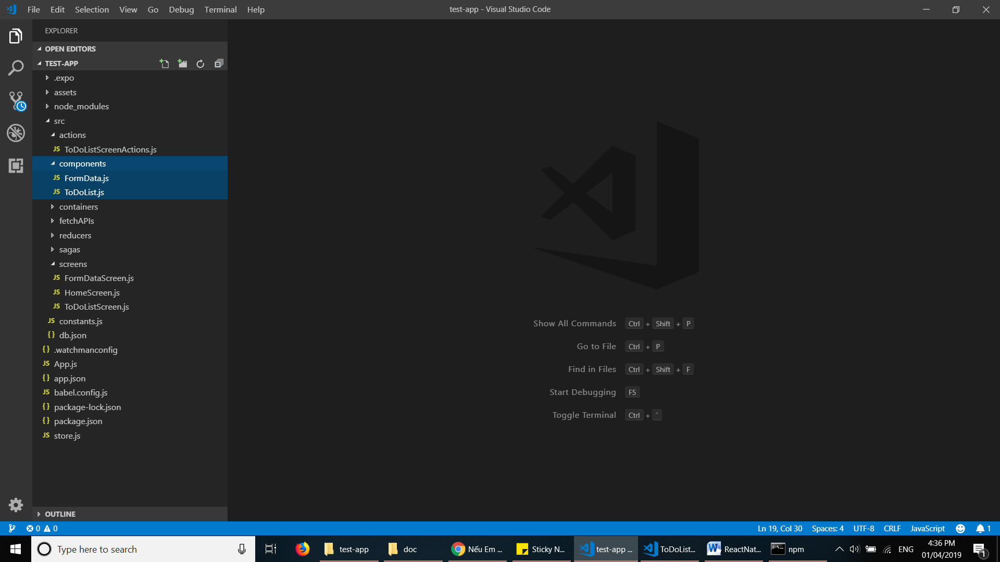 File Edit Selection View Go Debug Terminal Help
test-app - Visual Studio Code
EXPLORER
OPEN EDITORS
TEST-APP
.expo
assets
node_modules
src
actions
JS ToDoListScreenActions.js
components
JS FormData.js
JS ToDoList.js
containers
fetchAPIs
reducers
sagas
screens
JS FormDataScreen.js
JS HomeScreen.js
JS ToDoListScreen.js
JS constants.js
{} db.json
{} .watchmanconfig
JS App.js
{} app.json
JS babel.config.js
{} package-lock.json
{} package.json
JS store.js
OUTLINE
Show All Commands Ctrl + Shift + P
Go to File Ctrl + P
Find in Files Ctrl + Shift + F
Start Debugging F5
Toggle Terminal Ctrl + `
0 0
Ln 19, Col 30 Spaces: 4 UTF-8 CRLF JavaScript 1
Type here to search
test-app
doc
Nếu Em ...
Sticky N...
test-app ...
ToDoList...
ReactNat...
npm
ENG
4:36 PM
01/04/2019
1